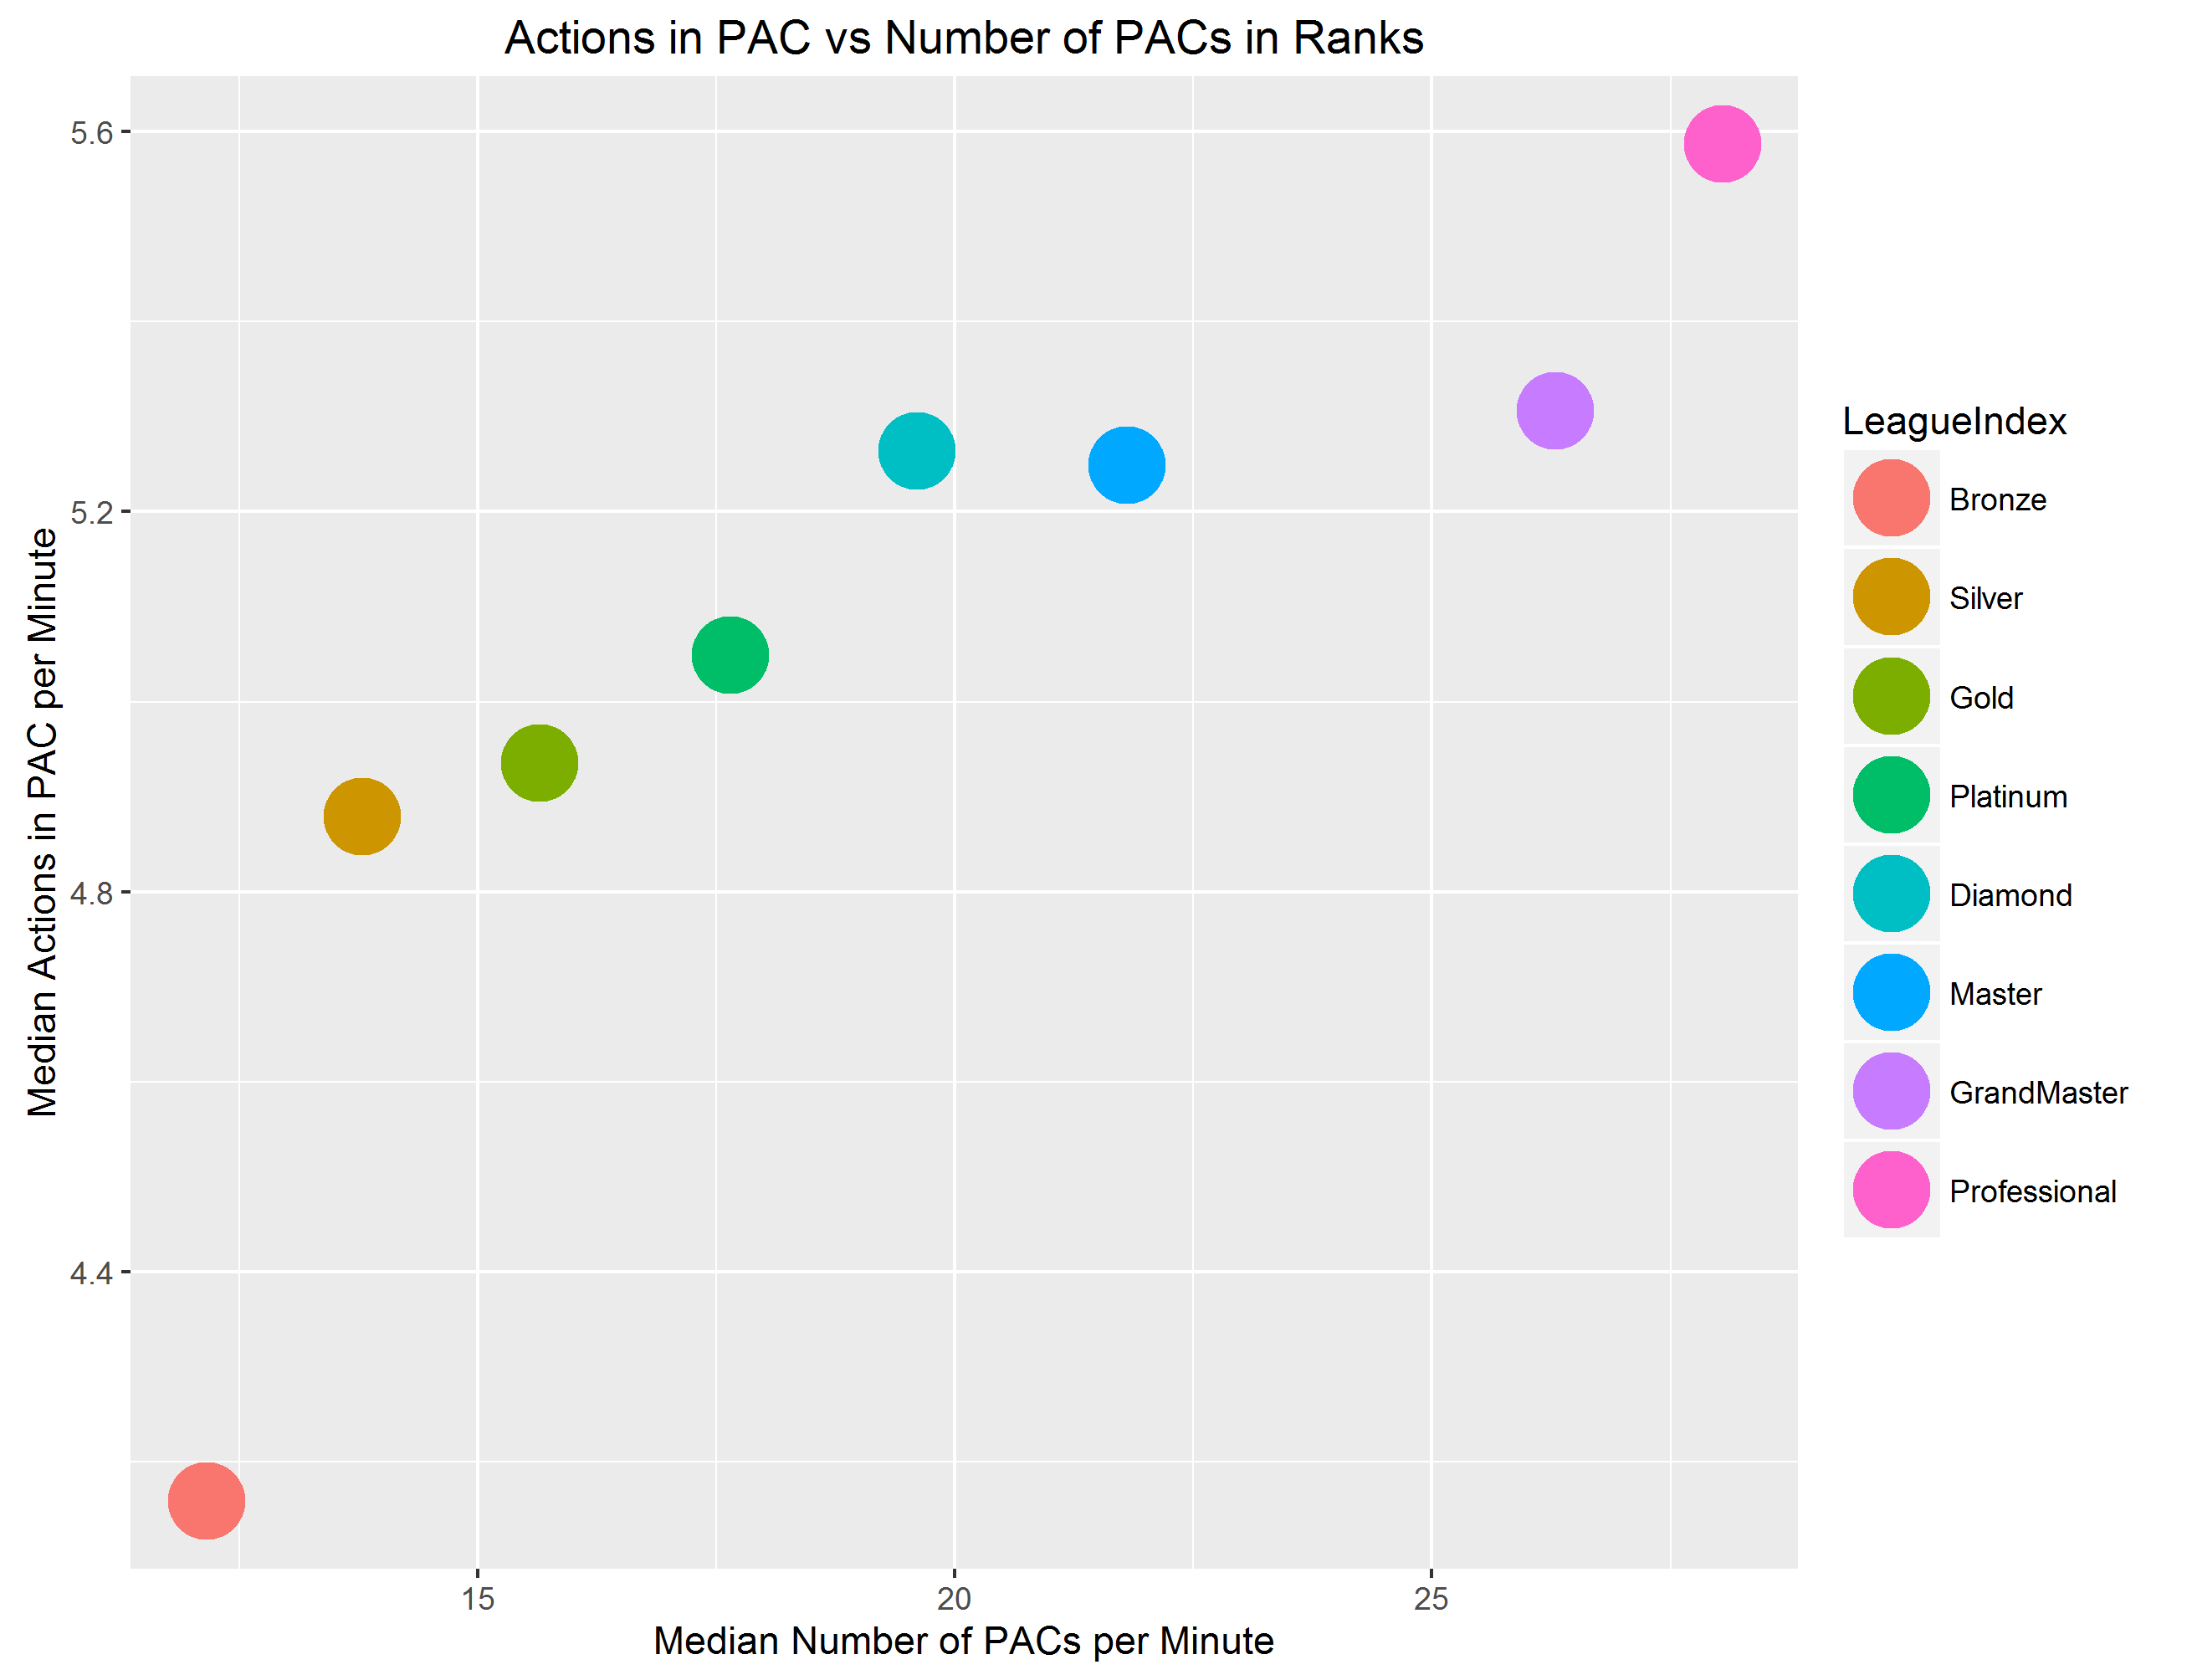 Actions in PAC vs Number of PACs in Ranks
Median Actions in PAC per Minute
5.6
5.2
4.8
4.4
15
20
25
Median Number of PACs per Minute
LeagueIndex
Bronze
Silver
Gold
Platinum
Diamond
Master
GrandMaster
Professional